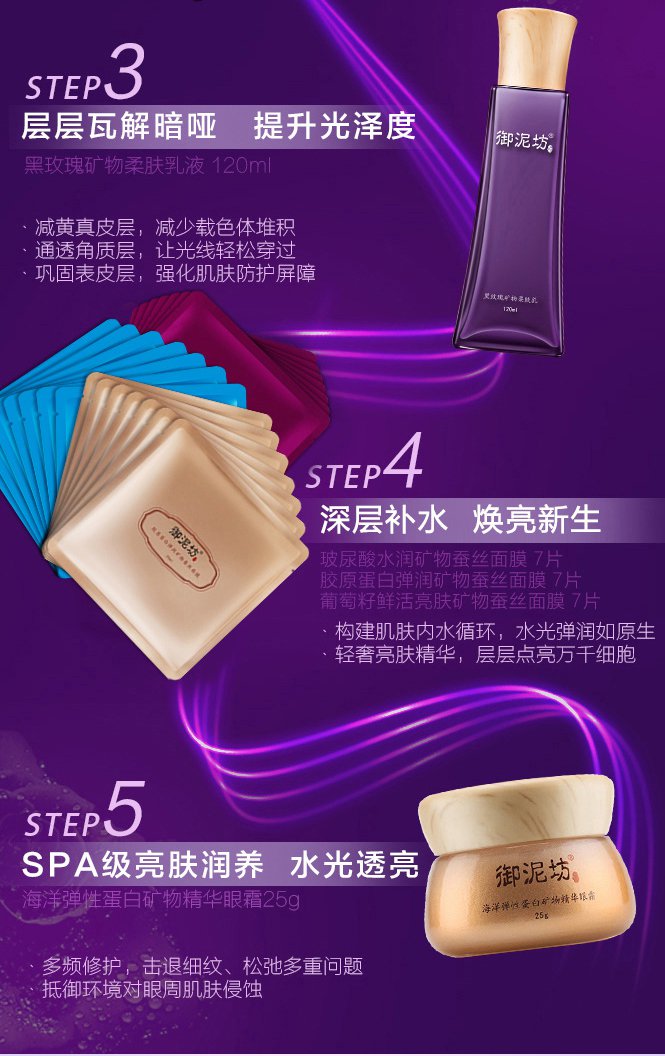 STEP3
层层瓦解暗哑 提升光泽度
黑玫瑰矿物柔肤乳液 120ml
、减黄真皮层，减少载色体堆积
、通透角质层，让光线轻松穿过
、巩固表皮层，强化肌肤防护屏障
御泥坊®
黑玫瑰矿物柔肤乳
120ml
御泥坊®
STEP4
深层补水 焕亮新生
玻尿酸水润矿物蚕丝面膜 7片
胶原蛋白弹润矿物蚕丝面膜 7片
葡萄籽鲜活亮肤矿物蚕丝面膜 7片
、构建肌肤内水循环，水光弹润如原生
、轻奢亮肤精华，层层点亮万千细胞
STEP5
SPA级亮肤润养 水光透亮
海洋弹性蛋白矿物精华眼霜25g
、多频修护，击退细纹、松弛多重问题
、抵御环境对眼周肌肤侵蚀
御泥坊®
海洋弹性蛋白矿物精华眼霜
25g